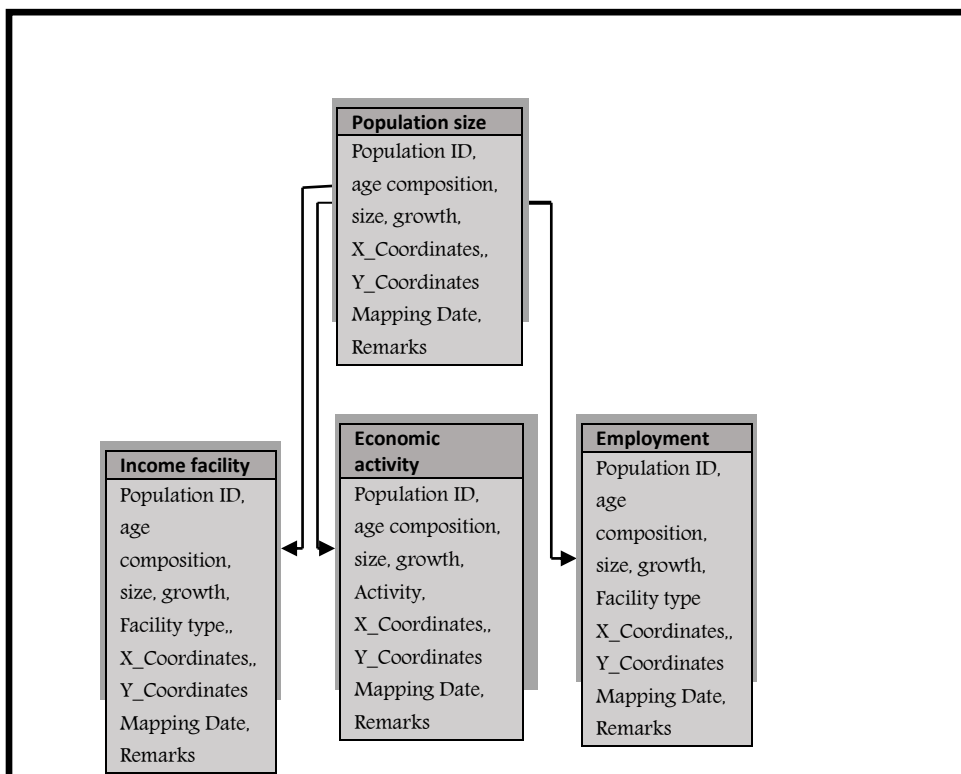 Population size
Population ID,
age composition,
size, growth,
X_Coordinates,,
Y_Coordinates
Mapping Date,
Remarks
Income facility
Population ID,
age
composition,
size, growth,
Facility type,,
X_Coordinates,,
Y_Coordinates
Mapping Date,
Remarks
Economic
activity
Population ID,
age composition,
size, growth,
Activity,
X_Coordinates,,
Y_Coordinates
Mapping Date,
Remarks
Employment
Population ID,
age
composition,
size, growth,
Facility type
X_Coordinates,,
Y_Coordinates
Mapping Date,
Remarks